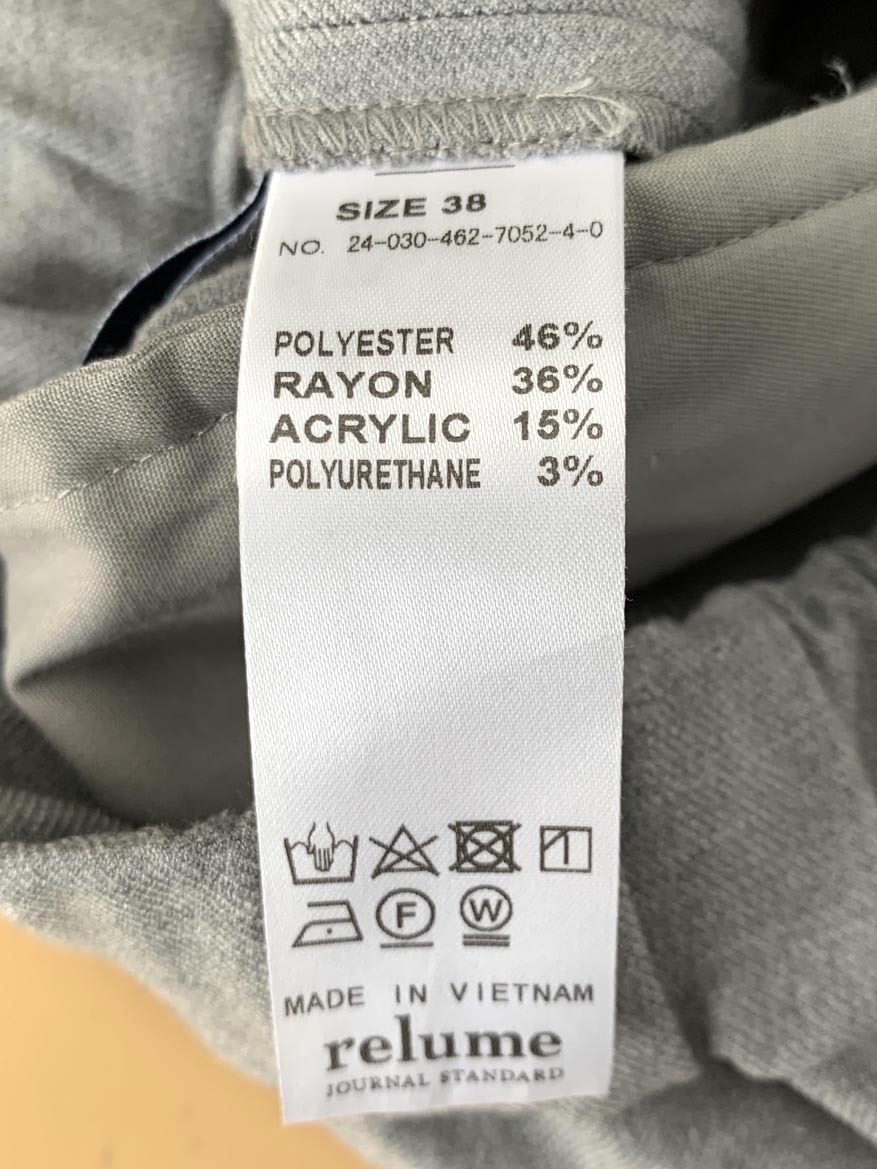 SIZE 38
NO. 24-030-462-7052-4-0
POLYESTER 46%
RAYON 36%
ACRYLIC 15%
POLYURETHANE 3%
F W
MADE IN VIETNAM
relume
JOURNAL STANDARD